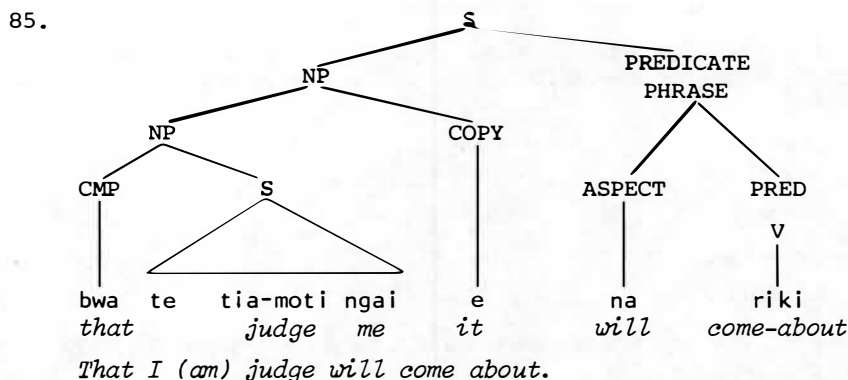 85.
S
NP PREDICATE
PHRASE
NP COPY
CMP S ASPECT PRED
V
bwa te tia-moti ngai e na riki
that judge me it will come-about
That I (am) judge will come about.